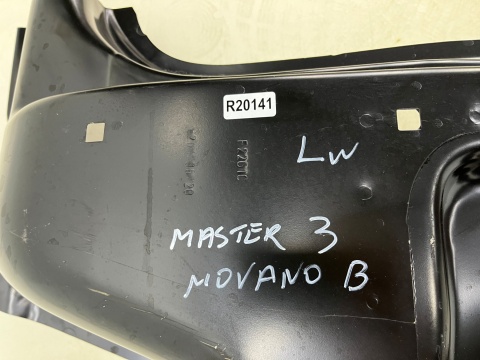 R20141
LW
MASTER 3
MOVANO B